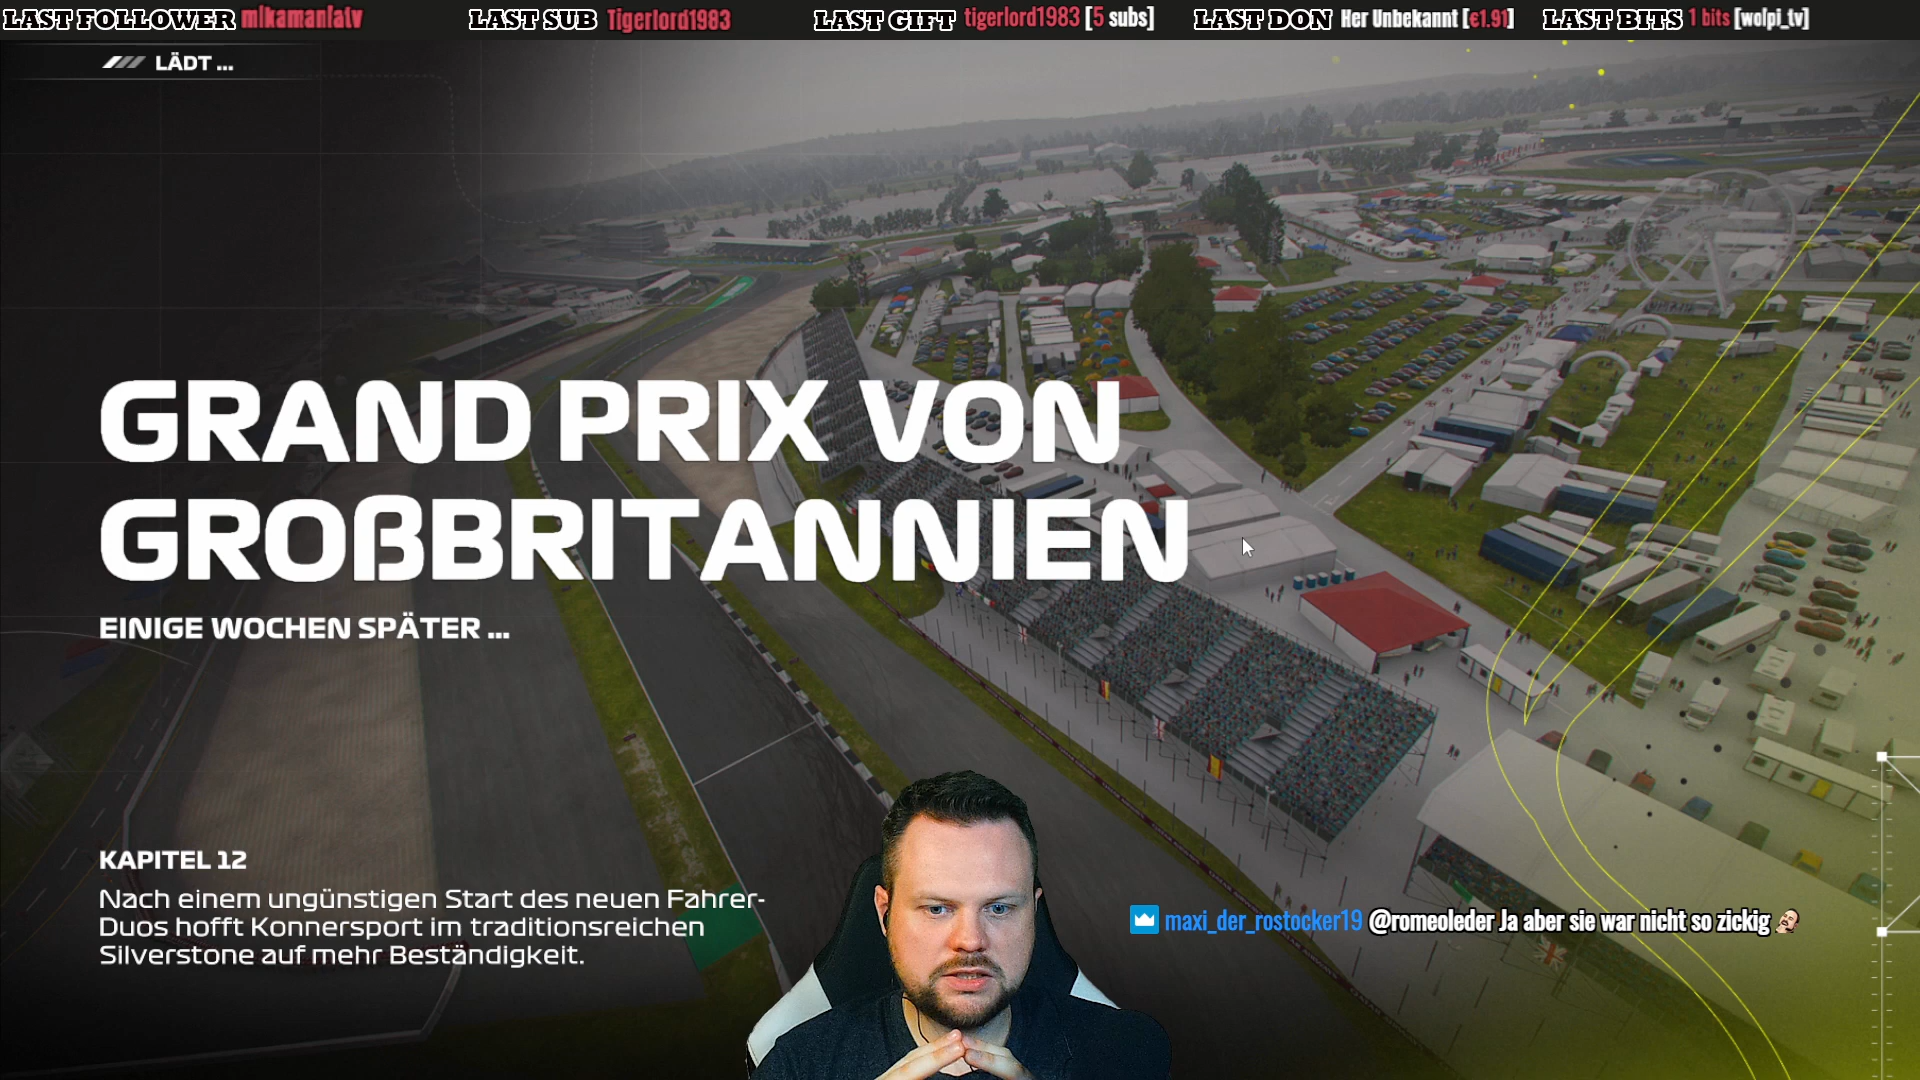 LAST FOLLOWER mikamaniatv LAST SUB Tigerlord1983 LAST GIFT tigerlord1983 [5 subs] LAST DON Her Unbekannt [€1.91] LAST BITS 1 bits [wolpi_tv]
LÄDT ...
GRAND PRIX VON
GROẞBRITANNIEN
EINIGE WOCHEN SPÄTER ...
KAPITEL 12
Nach einem ungünstigen Start des neuen Fahrer-
Duos hofft Konnersport im traditionsreichen
Silverstone auf mehr Beständigkeit.
maxi_der_rostocker19 @romeoleder Ja aber sie war nicht so zickig